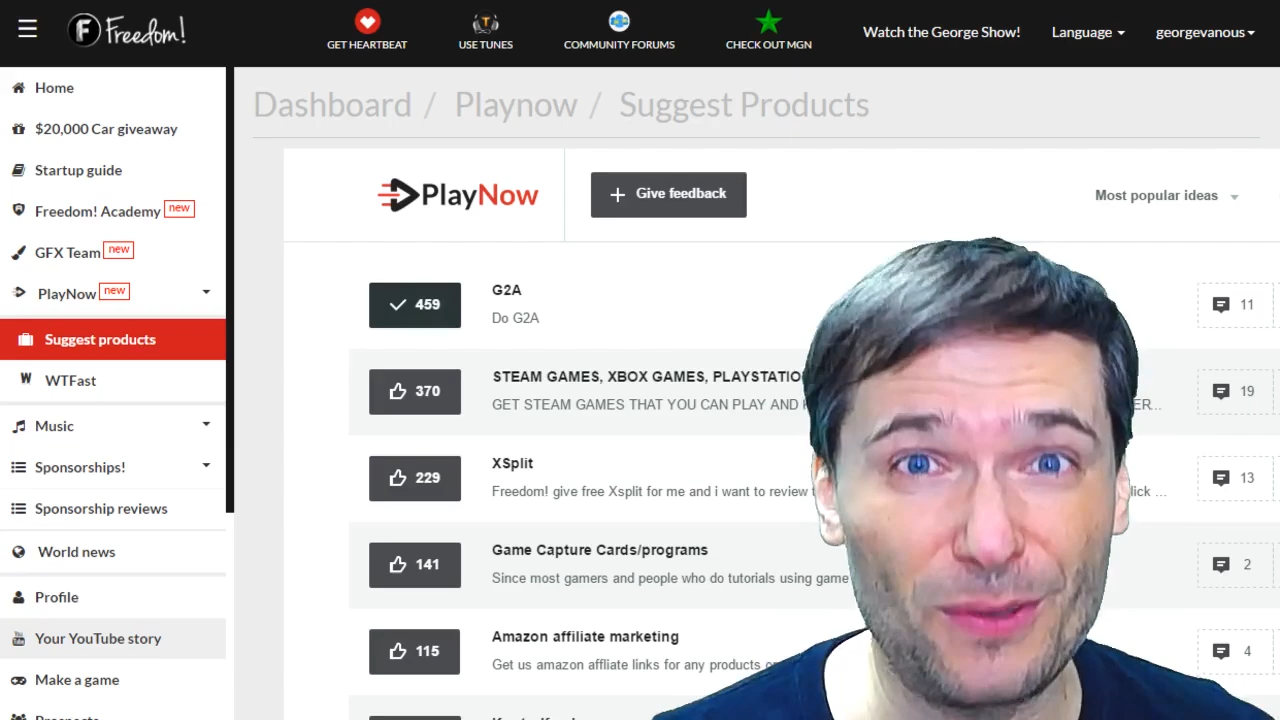 Freedom!
GET HEARTBEAT
USE TUNES
COMMUNITY FORUMS
CHECK OUT MGN
Watch the George Show!
Language
georgevanous
Home
$20,000 Car giveaway
Startup guide
Freedom! Academy new
GFX Team new
PlayNow new
Suggest products
WTFast
Music
Sponsorships!
Sponsorship reviews
World news
Profile
Your YouTube story
Make a game
Prospects
Dashboard / Playnow / Suggest Products
PlayNow
+ Give feedback
Most popular ideas
459
G2A
Do G2A
11
370
STEAM GAMES, XBOX GAMES, PLAYSTATIO
GET STEAM GAMES THAT YOU CAN PLAY AND
ER...
19
229
XSplit
Freedom! give free Xsplit for me and i want to review
lick ...
13
141
Game Capture Cards/programs
Since most gamers and people who do tutorials using game
2
115
Amazon affiliate marketing
Get us amazon affliate links for any products
4